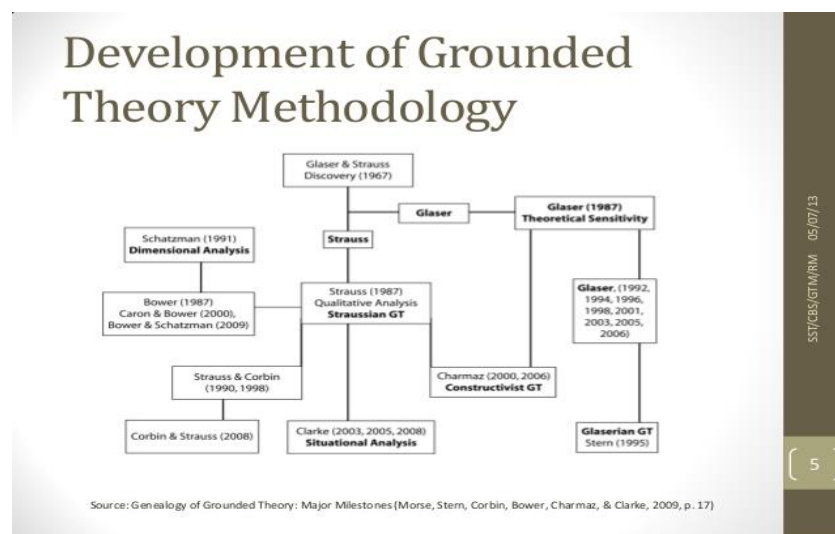 Development of Grounded
Theory Methodology
Glaser & Strauss
Discovery (1967)
Glaser
Glaser (1987)
Theoretical Sensitivity
Strauss
Schatzman (1991)
Dimensional Analysis
Strauss (1987)
Qualitative Analysis
Straussian GT
Bower (1987)
Caron & Bower (2000),
Bower & Schatzman (2009)
Glaser, (1992,
1994, 1996,
1998, 2001,
2003, 2005,
2006)
Strauss & Corbin
(1990, 1998)
Charmaz (2000, 2006)
Constructivist GT
Corbin & Strauss (2008)
Clarke (2003, 2005, 2008)
Situational Analysis
Glaserian GT
Stern (1995)
Source: Genealogy of Grounded Theory: Major Milestones (Morse, Stern, Corbin, Bower, Charmaz, & Clarke, 2009, p. 17)
SST/CBS/GTM/RM 05/07/13
5